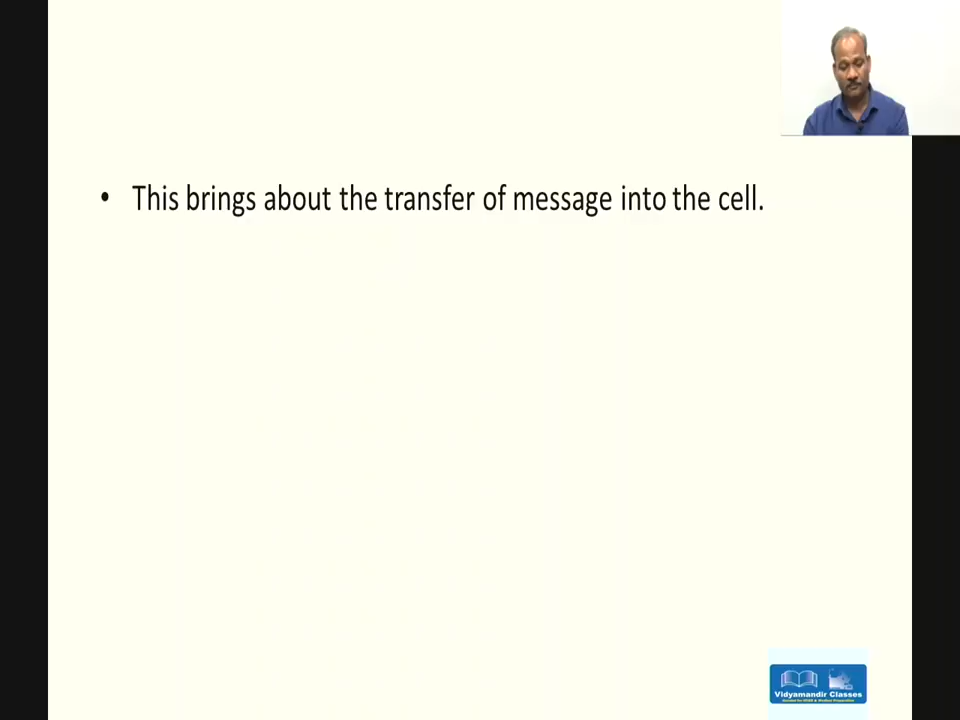 • This brings about the transfer of message into the cell.
Vidyamandir Classes